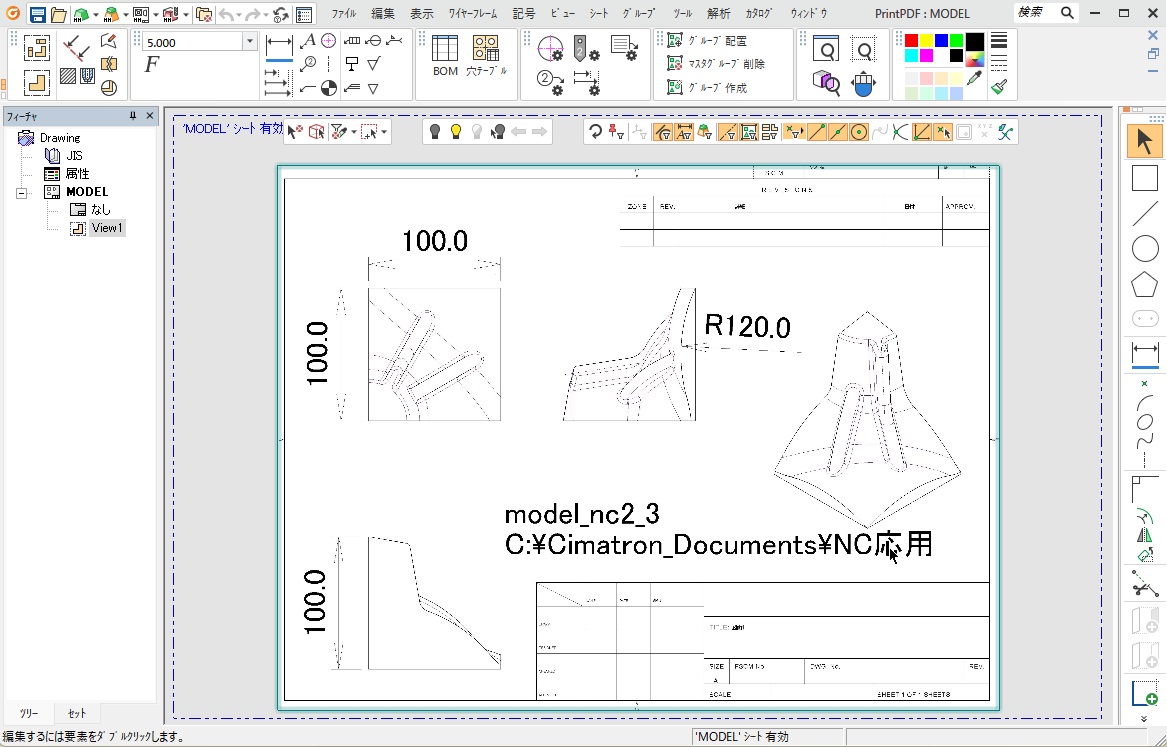 ファイル 編集 表示 ワイヤーフレーム 記号 ビュー シート グループ ツール 解析 カタログ ウィンドウ PrintPDF : MODEL 検索
5.000
F
BOM 穴テーブル
グループ 配置
マスタグループ 削除
グループ 作成
フィーチャ
'MODEL' シート 有効
Drawing
JIS
属性
MODEL
なし
View1
REVISIONS
ZONE REV. APPROV.
100.0
100.0
R120.0
model_nc2_3
C:¥Cimatron_Documents¥NC応用
100.0
TITLE:
SIZE FSCM No. DWG. No. REV.
A
SCALE SHEET 1 OF 1 SHEETS
ツリー セット
編集するには要素をダブルクリックします。 'MODEL' シート 有効